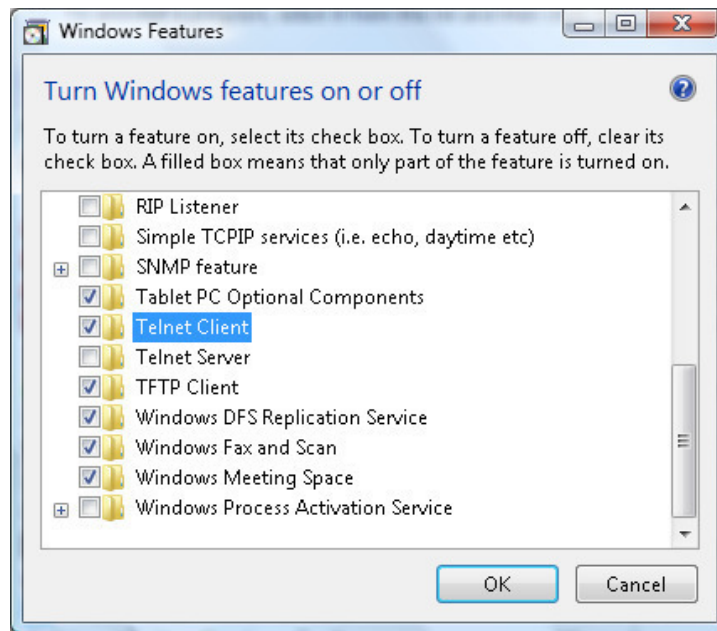 Windows Features
Turn Windows features on or off
To turn a feature on, select its check box. To turn a feature off, clear its
check box. A filled box means that only part of the feature is turned on.
RIP Listener
Simple TCPIP services (i.e. echo, daytime etc)
SNMP feature
Tablet PC Optional Components
Telnet Client
Telnet Server
TFTP Client
Windows DFS Replication Service
Windows Fax and Scan
Windows Meeting Space
Windows Process Activation Service
OK Cancel